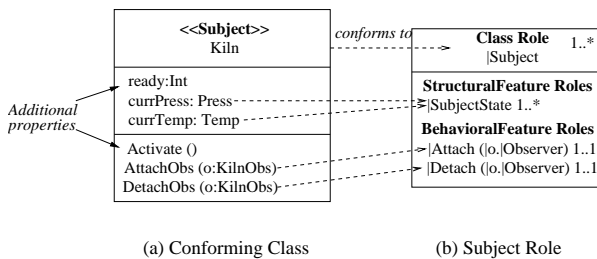 <<Subject>>
Kiln
ready:Int
currPress: Press
currTemp: Temp
Activate ()
AttachObs (o:KilnObs)
DetachObs (o:KilnObs)
Additional
properties
conforms to
Class Role 1..*
|Subject
StructuralFeature Roles
|SubjectState 1..*
BehavioralFeature Roles
|Attach (|o.|Observer) 1..1
|Detach (|o.|Observer) 1..1
(a) Conforming Class
(b) Subject Role